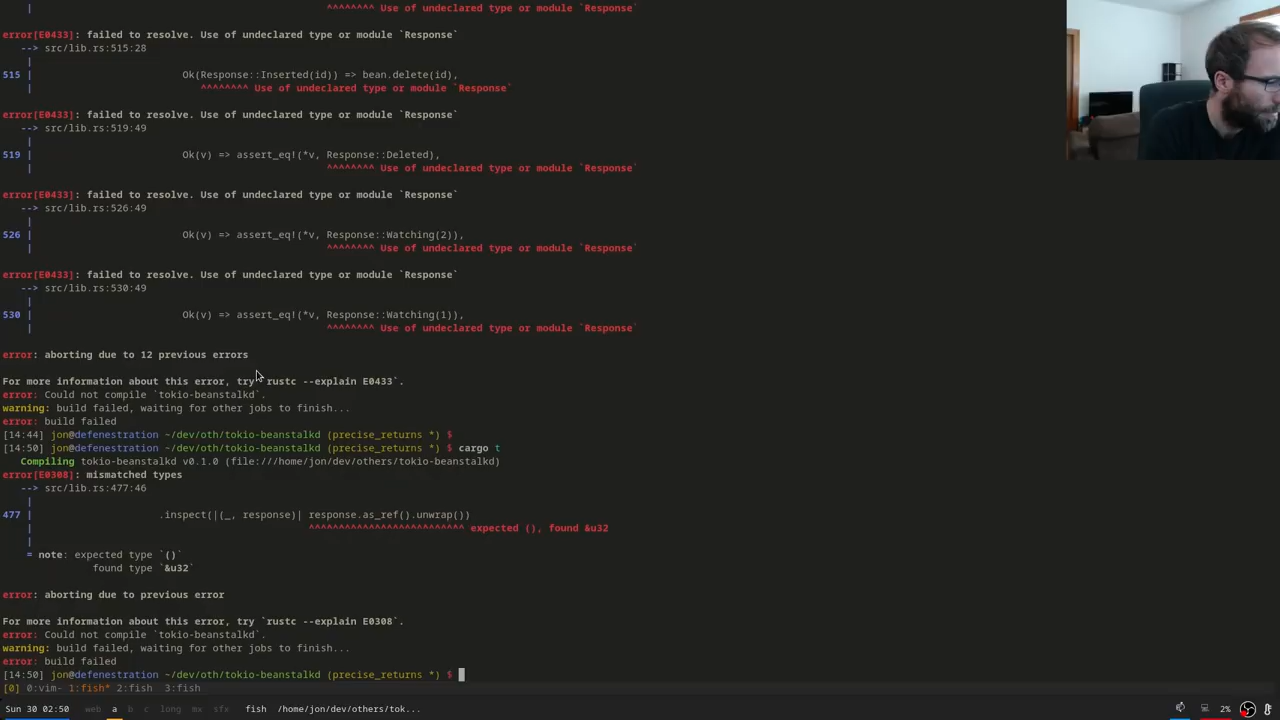 |                                                 ^^^^^^^^ Use of undeclared type or module `Response`
error[E0433]: failed to resolve. Use of undeclared type or module `Response`
   --> src/lib.rs:515:28
    |
515 |                         Ok(Response::Inserted(id)) => bean.delete(id),
    |                            ^^^^^^^^ Use of undeclared type or module `Response`
error[E0433]: failed to resolve. Use of undeclared type or module `Response`
   --> src/lib.rs:519:49
    |
519 |                         Ok(v) => assert_eq!(*v, Response::Deleted),
    |                                                 ^^^^^^^^ Use of undeclared type or module `Response`
error[E0433]: failed to resolve. Use of undeclared type or module `Response`
   --> src/lib.rs:526:49
    |
526 |                         Ok(v) => assert_eq!(*v, Response::Watching(2)),
    |                                                 ^^^^^^^^ Use of undeclared type or module `Response`
error[E0433]: failed to resolve. Use of undeclared type or module `Response`
   --> src/lib.rs:530:49
    |
530 |                         Ok(v) => assert_eq!(*v, Response::Watching(1)),
    |                                                 ^^^^^^^^ Use of undeclared type or module `Response`
error: aborting due to 12 previous errors
For more information about this error, try `rustc --explain E0433`.
error: Could not compile `tokio-beanstalkd`.
warning: build failed, waiting for other jobs to finish...
error: build failed
[14:44] jon@defenestration ~/dev/oth/tokio-beanstalkd (precise_returns *) $
[14:50] jon@defenestration ~/dev/oth/tokio-beanstalkd (precise_returns *) $ cargo t
   Compiling tokio-beanstalkd v0.1.0 (file:///home/jon/dev/others/tokio-beanstalkd)
error[E0308]: mismatched types
   --> src/lib.rs:477:46
    |
477 |                     .inspect(|(_, response)| response.as_ref().unwrap())
    |                                              ^^^^^^^^^^^^^^^^^^^^^^^^^^ expected (), found &u32
    |
    = note: expected type `()`
               found type `&u32`
error: aborting due to previous error
For more information about this error, try `rustc --explain E0308`.
error: Could not compile `tokio-beanstalkd`.
warning: build failed, waiting for other jobs to finish...
error: build failed
[14:50] jon@defenestration ~/dev/oth/tokio-beanstalkd (precise_returns *) $
[0] 0:vim- 1:fish* 2:fish  3:fish
Sun 30 02:50 web a b c long mx sfx fish /home/jon/dev/others/tok... 2%